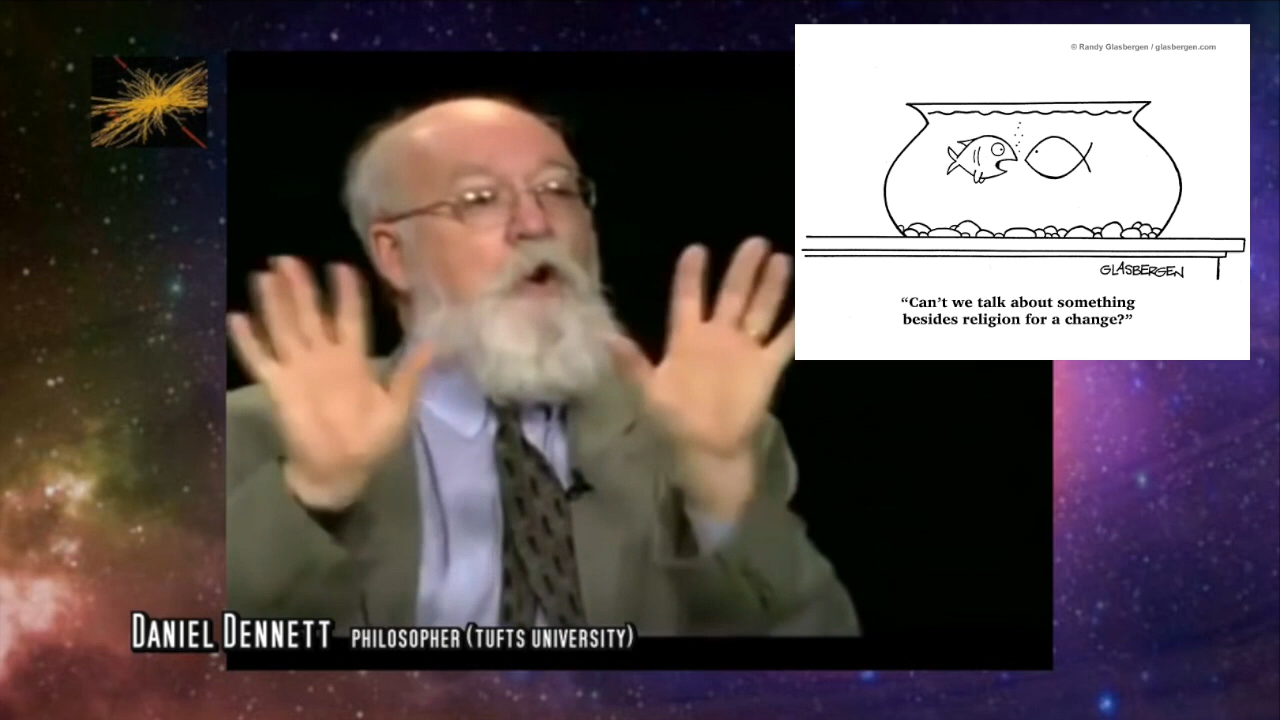 © Randy Glasbergen / glasbergen.com
GLASBERGEN
“Can’t we talk about something
besides religion for a change?”
DANIEL DENNETT PHILOSOPHER (TUFTS UNIVERSITY)